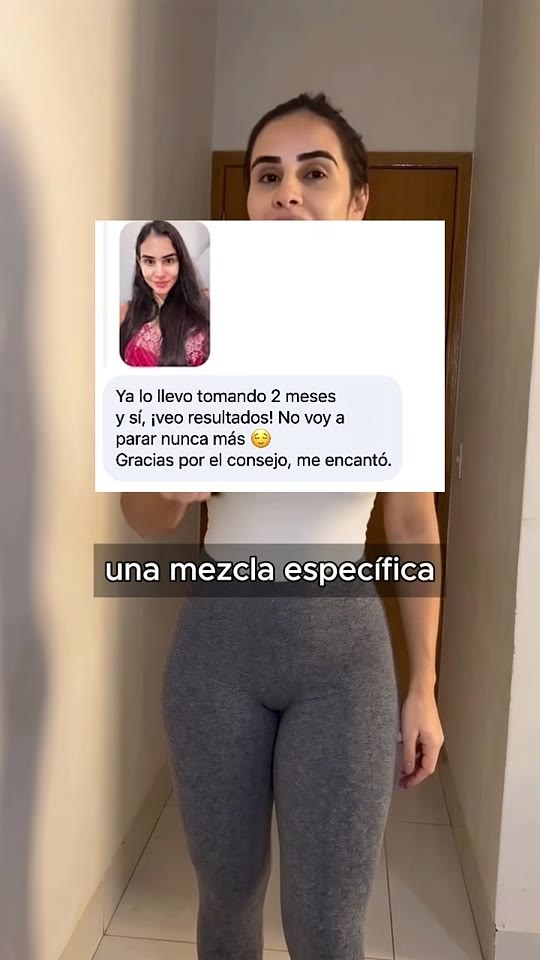 Ya lo llevo tomando 2 meses
y sí, ¡veo resultados! No voy a
parar nunca más 😌
Gracias por el consejo, me encantó.
una mezcla específica